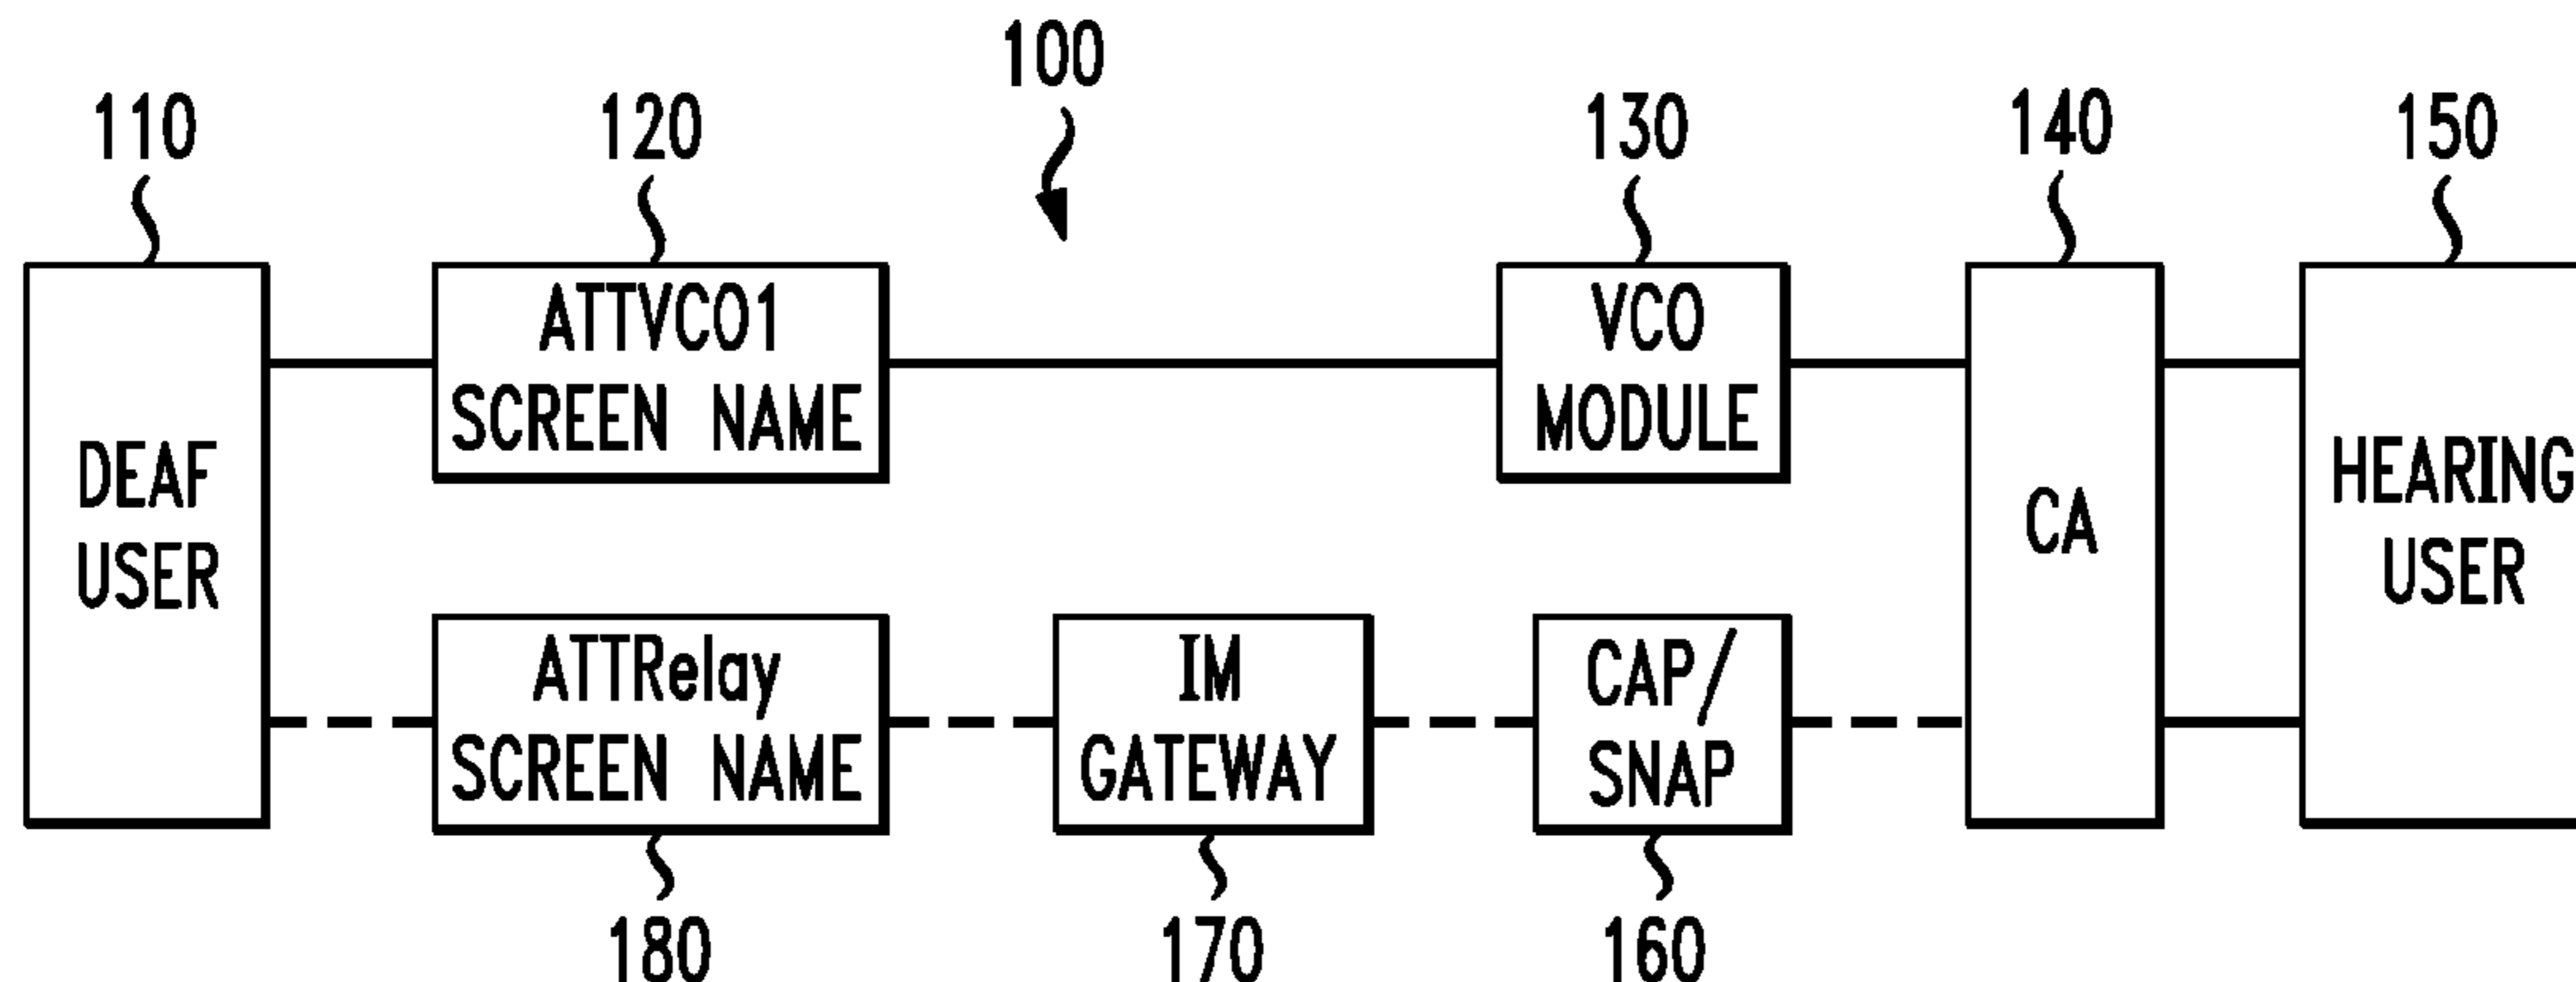 100
110
120
130
140
150
DEAF
USER
ATTVCO1
SCREEN NAME
VCO
MODULE
CA
HEARING
USER
ATTRelay
SCREEN NAME
IM
GATEWAY
CAP/
SNAP
180
170
160